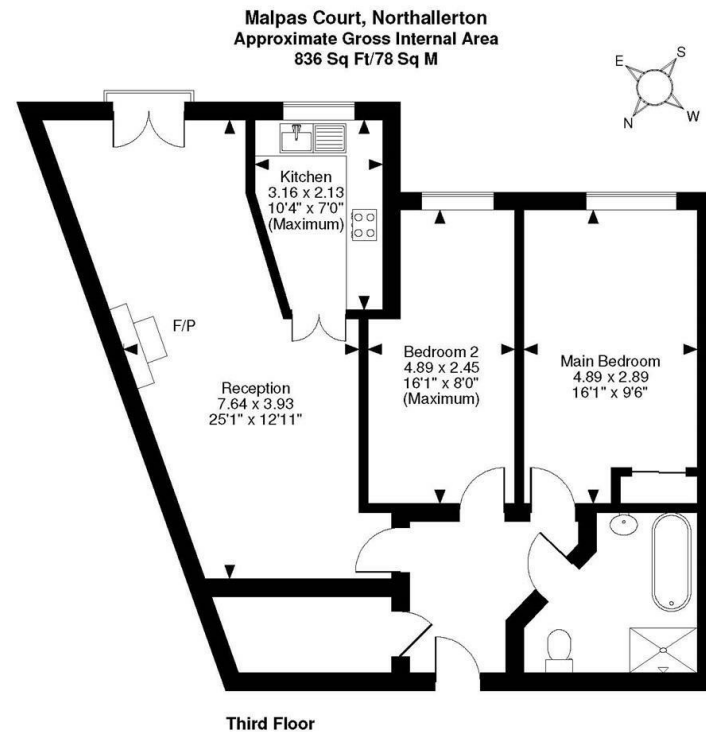 Malpas Court, Northallerton
Approximate Gross Internal Area
836 Sq Ft/78 Sq M
E
S
N
W
Kitchen
3.16 x 2.13
10'4" x 7'0"
(Maximum)
F/P
Reception
7.64 x 3.93
25'1" x 12'11"
Bedroom 2
4.89 x 2.45
16'1" x 8'0"
(Maximum)
Main Bedroom
4.89 x 2.89
16'1" x 9'6"
Third Floor